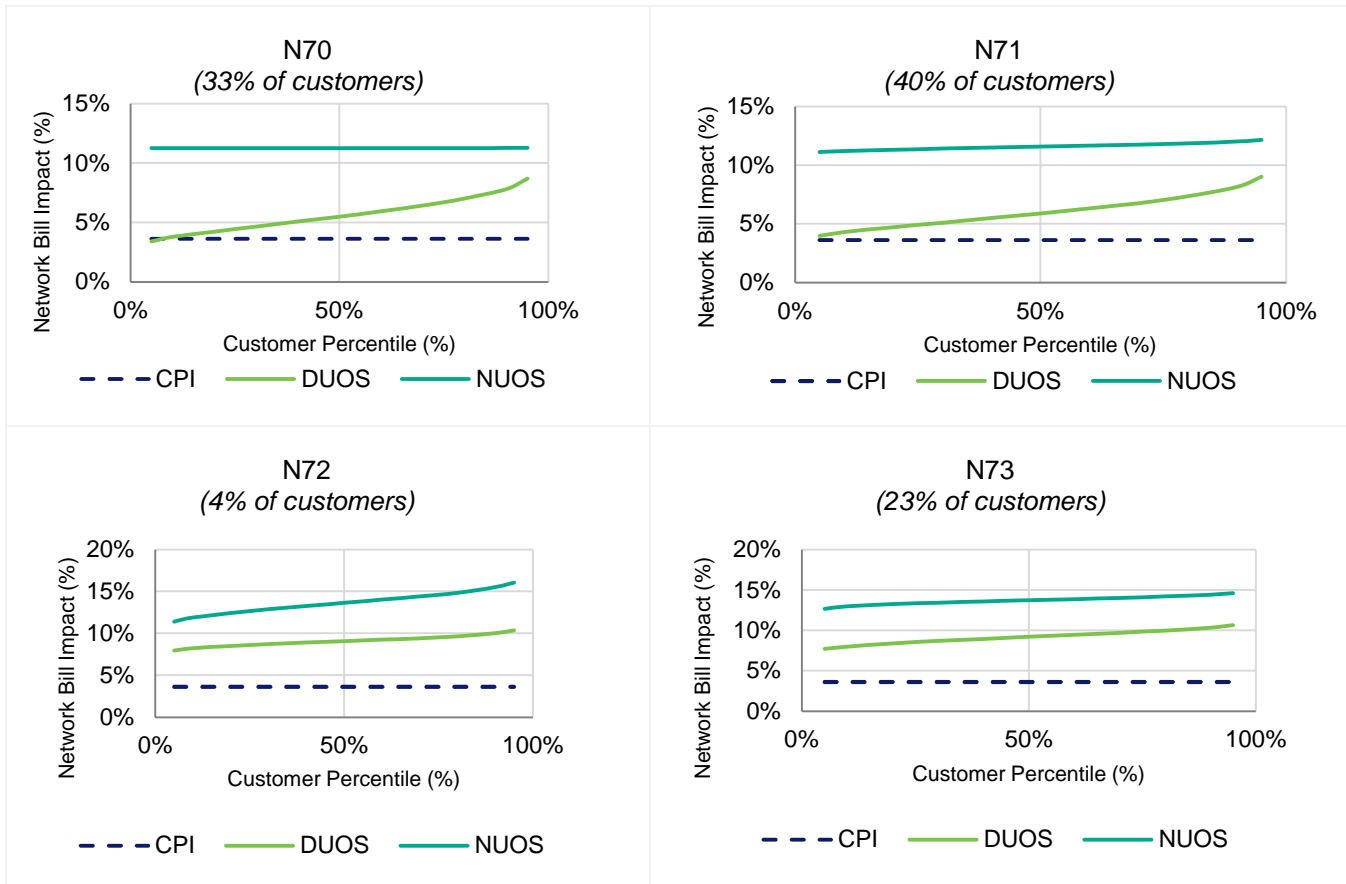 N70
(33% of customers)
Network Bill Impact (%)
15%
10%
5%
0%
0% 50% 100%
Customer Percentile (%)
CPI DUOS NUOS
N71
(40% of customers)
Network Bill Impact (%)
15%
10%
5%
0%
0% 50% 100%
Customer Percentile (%)
CPI DUOS NUOS
N72
(4% of customers)
Network Bill Impact (%)
20%
15%
10%
5%
0%
0% 50% 100%
Customer Percentile (%)
CPI DUOS NUOS
N73
(23% of customers)
Network Bill Impact (%)
20%
15%
10%
5%
0%
0% 50% 100%
Customer Percentile (%)
CPI DUOS NUOS